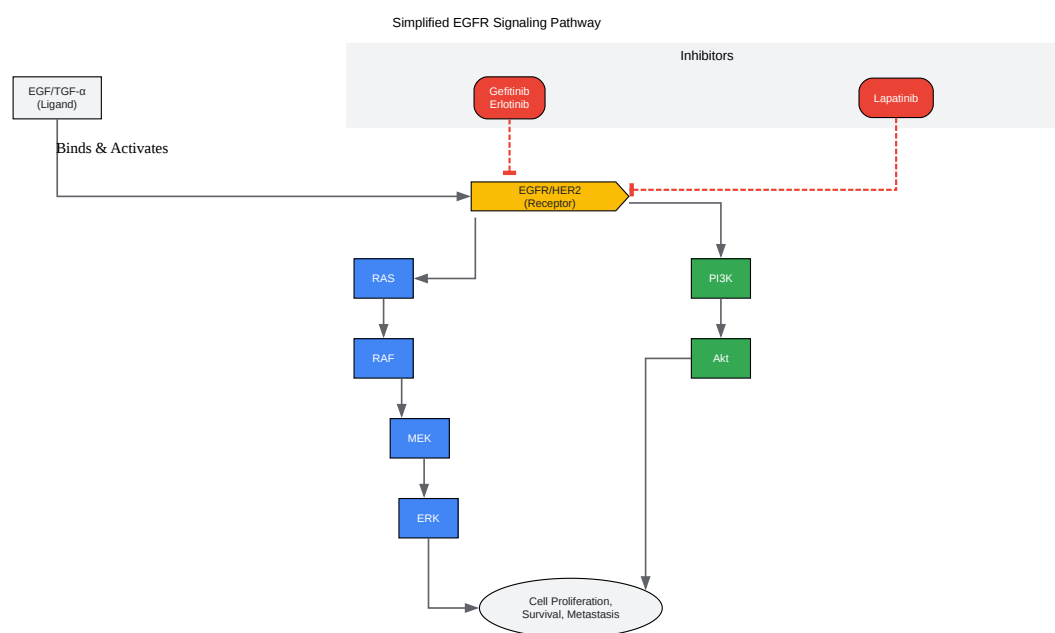 Simplified EGFR Signaling Pathway
Inhibitors
EGF/TGF-α
(Ligand)
Gefitinib
Erlotinib
Lapatinib
Binds & Activates
EGFR/HER2
(Receptor)
RAS
PI3K
RAF
Akt
MEK
ERK
Cell Proliferation,
Survival, Metastasis